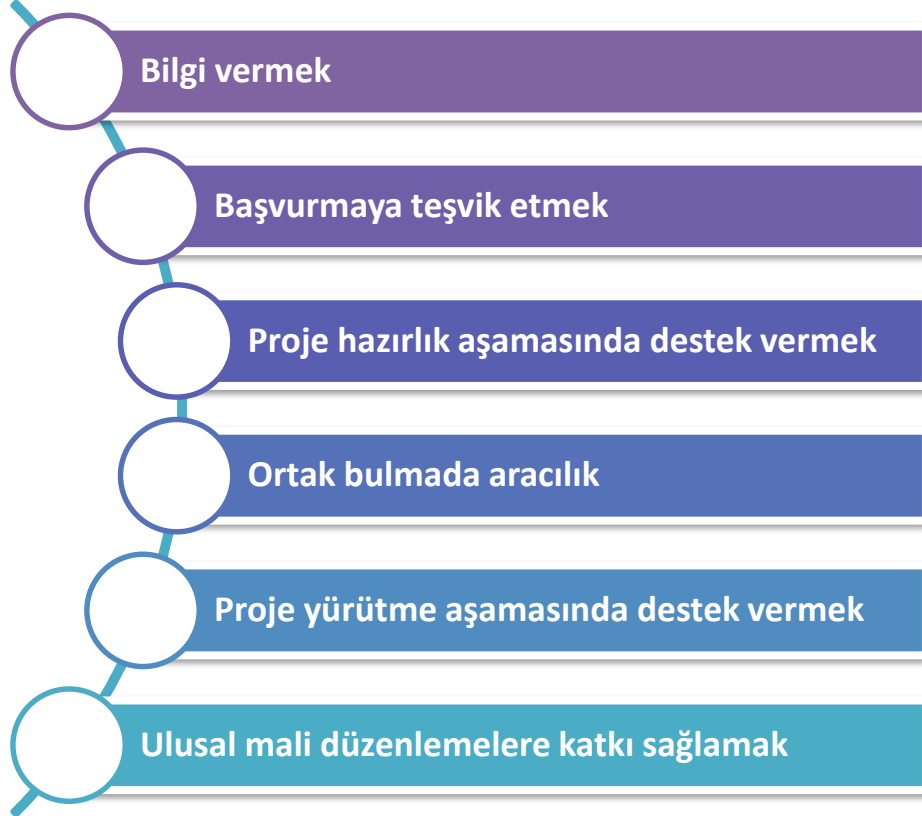 Bilgi vermek
Başvurmaya teşvik etmek
Proje hazırlık aşamasında destek vermek
Ortak bulmada aracılık
Proje yürütme aşamasında destek vermek
Ulusal mali düzenlemelere katkı sağlamak